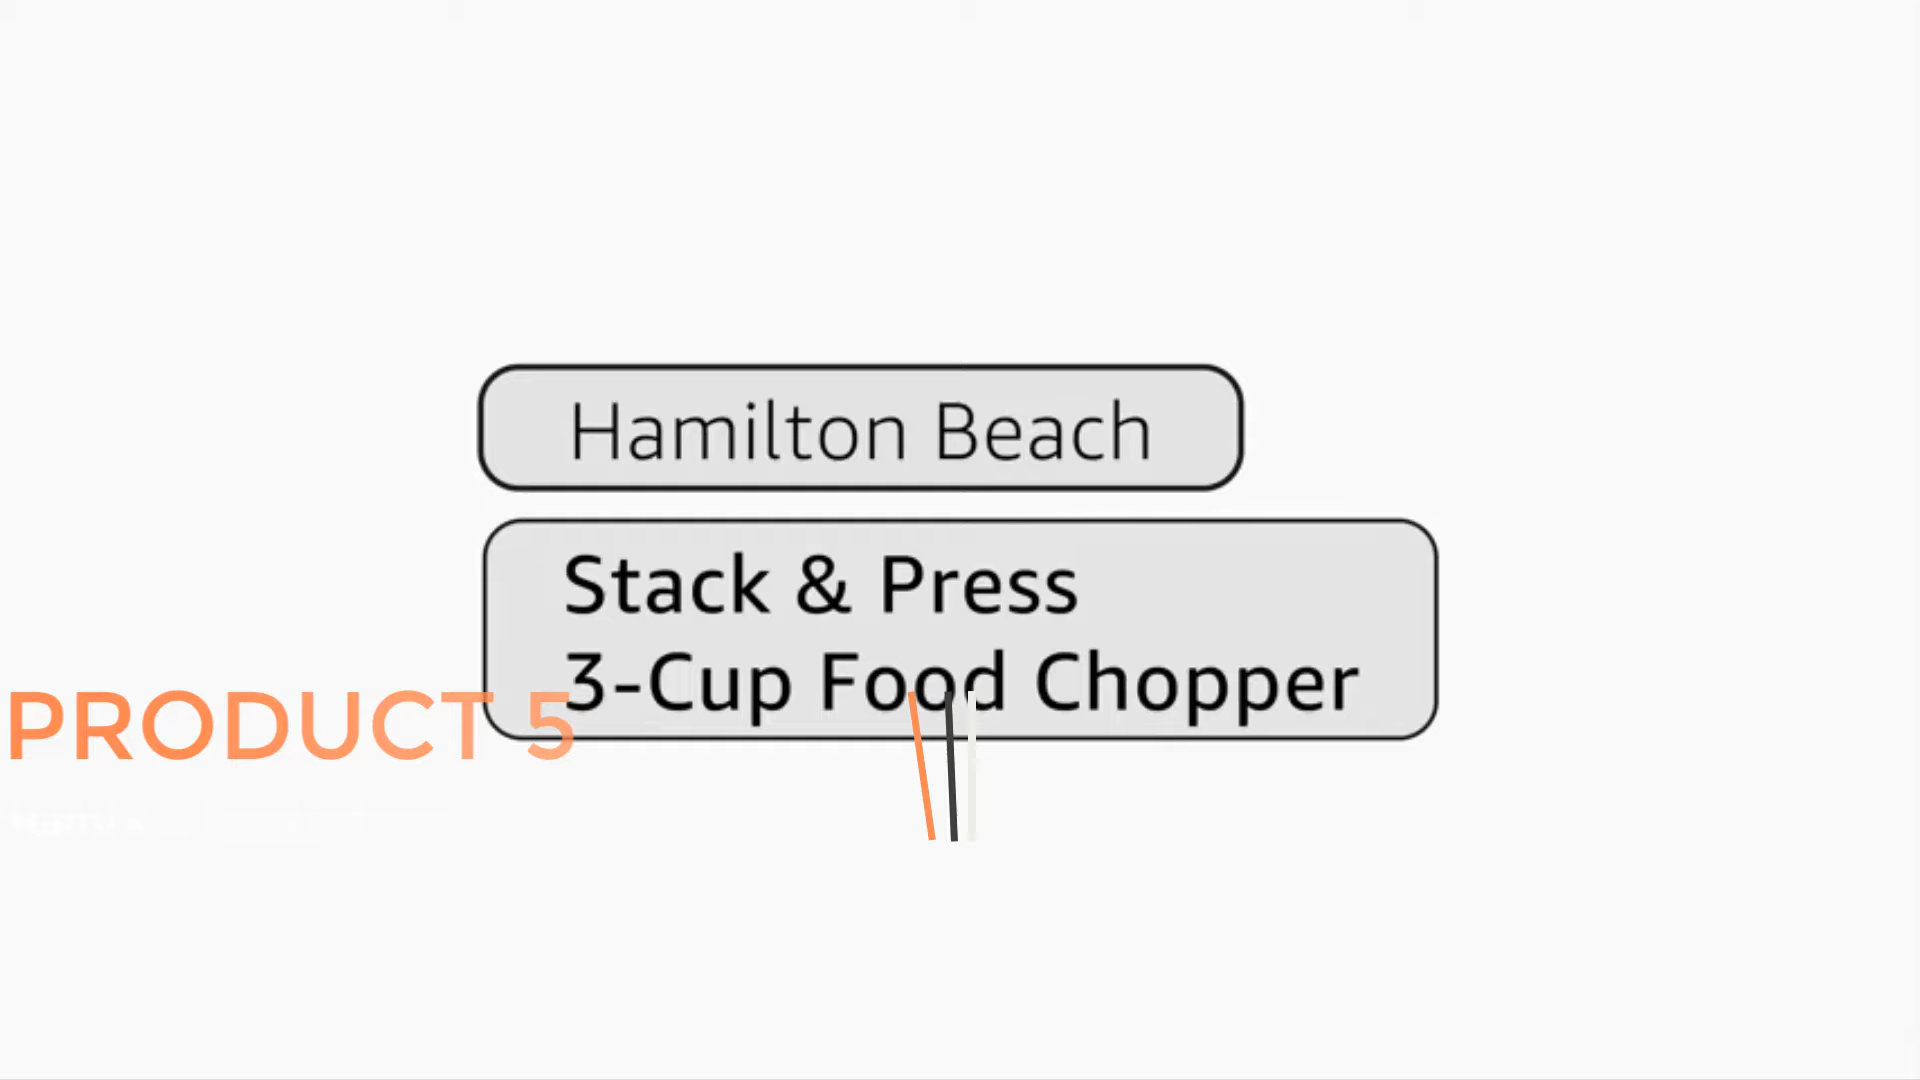 Hamilton Beach
Stack & Press
3-Cup Food Chopper
PRODUCT 5